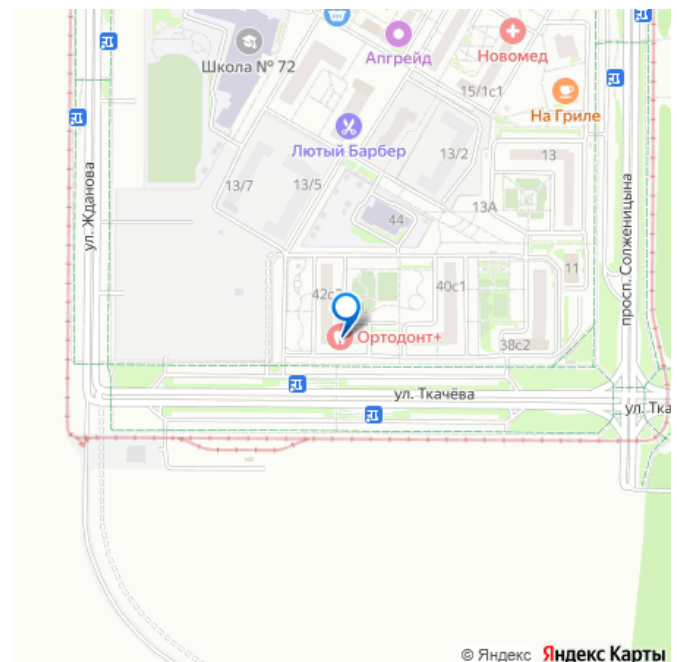 Школа № 72
Апгрейд
Новомед
15/1с1
На Гриле
Лютый Барбер
13/2
13
13/7
13/5
13А
44
ул. Жданова
просп. Солженицына
11
40с1
Ортодонт+
38с2
ул. Ткачёва
ул. Тка
© Яндекс Яндекс Карты